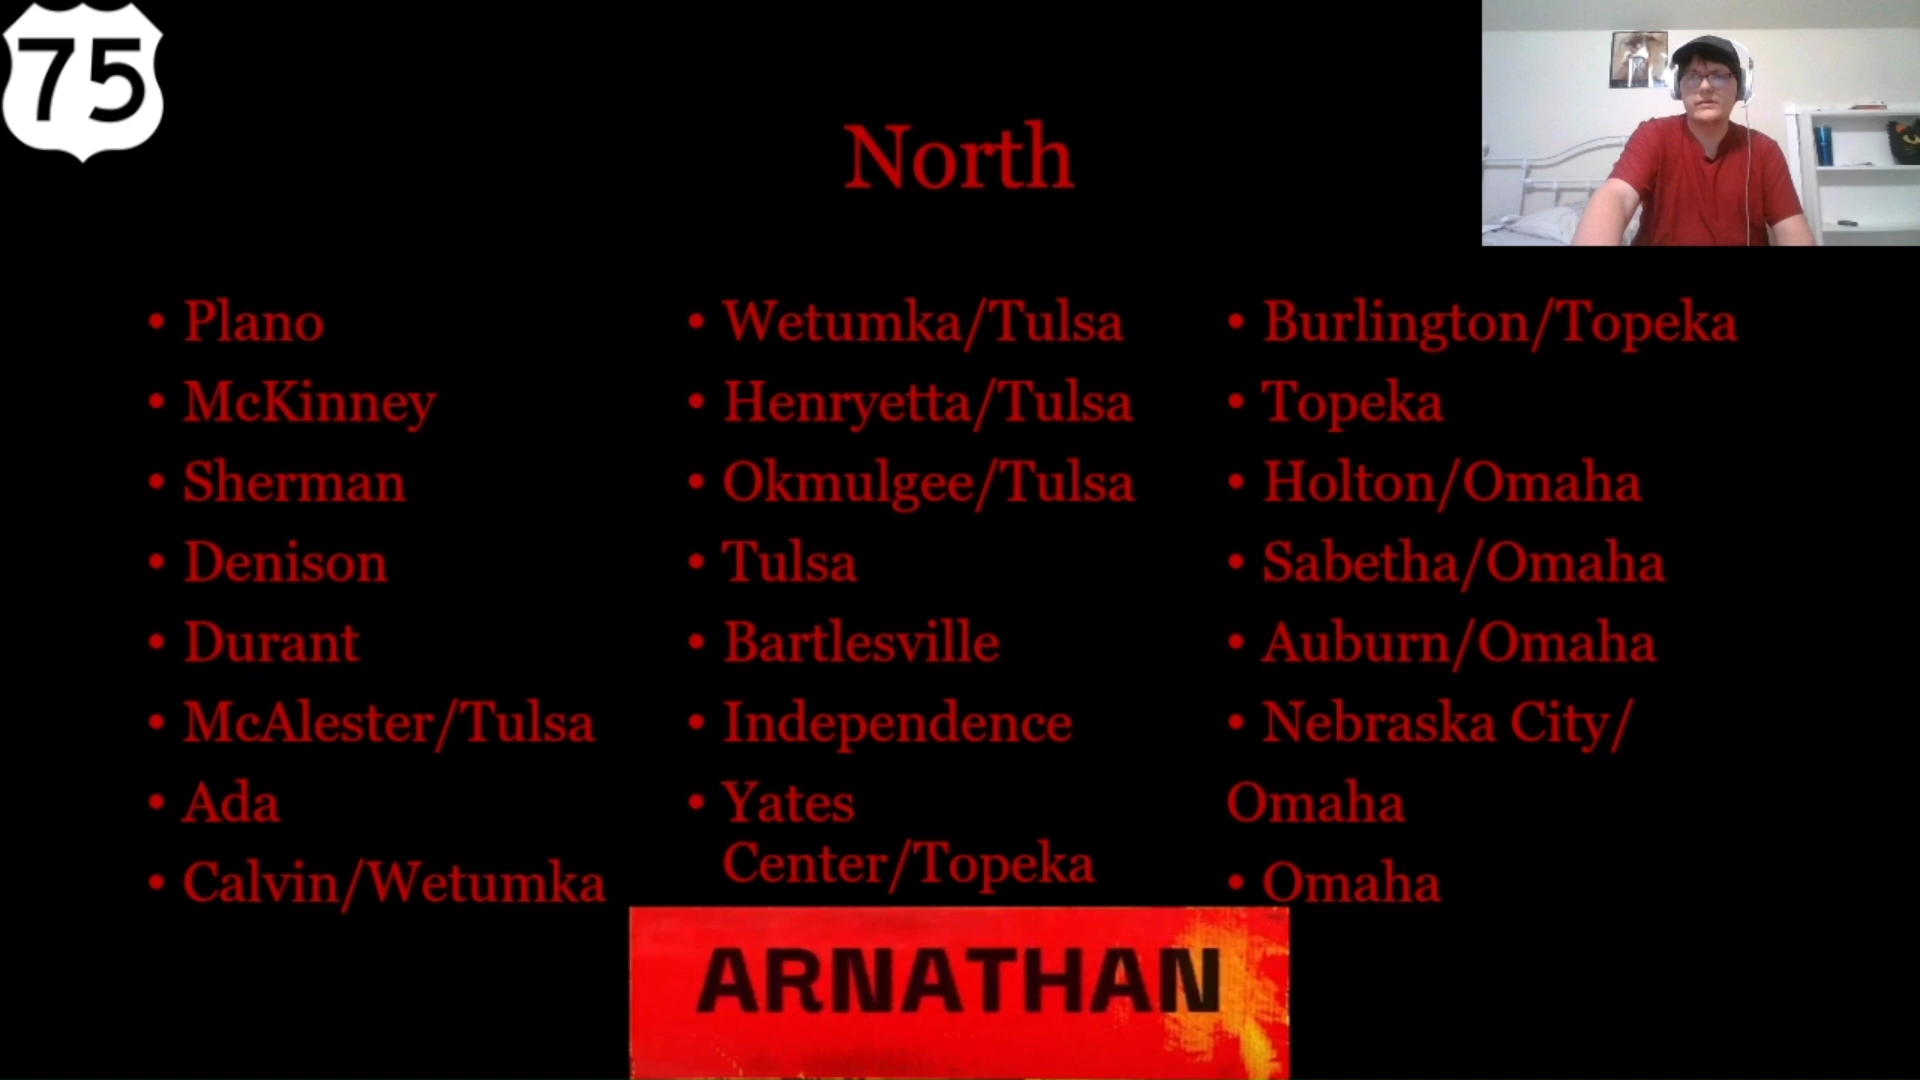 75
North
• Plano
• McKinney
• Sherman
• Denison
• Durant
• McAlester/Tulsa
• Ada
• Calvin/Wetumka
• Wetumka/Tulsa
• Henryetta/Tulsa
• Okmulgee/Tulsa
• Tulsa
• Bartlesville
• Independence
• Yates
Center/Topeka
• Burlington/Topeka
• Topeka
• Holton/Omaha
• Sabetha/Omaha
• Auburn/Omaha
• Nebraska City/
Omaha
• Omaha
ARNATHAN